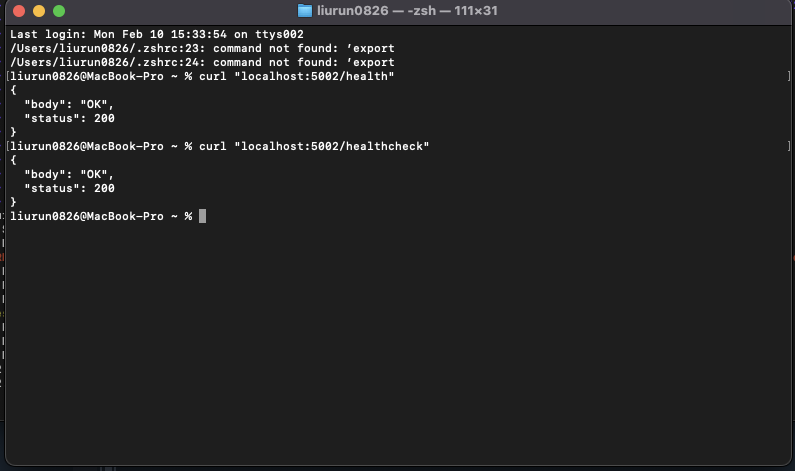 liurun0826 — -zsh — 111×31
Last login: Mon Feb 10 15:33:54 on ttys002
/Users/liurun0826/.zshrc:23: command not found: ‘export
/Users/liurun0826/.zshrc:24: command not found: ‘export
[liurun0826@MacBook-Pro ~ % curl "localhost:5002/health" ]
{
  "body": "OK",
  "status": 200
}
[liurun0826@MacBook-Pro ~ % curl "localhost:5002/healthcheck" ]
{
  "body": "OK",
  "status": 200
}
liurun0826@MacBook-Pro ~ %